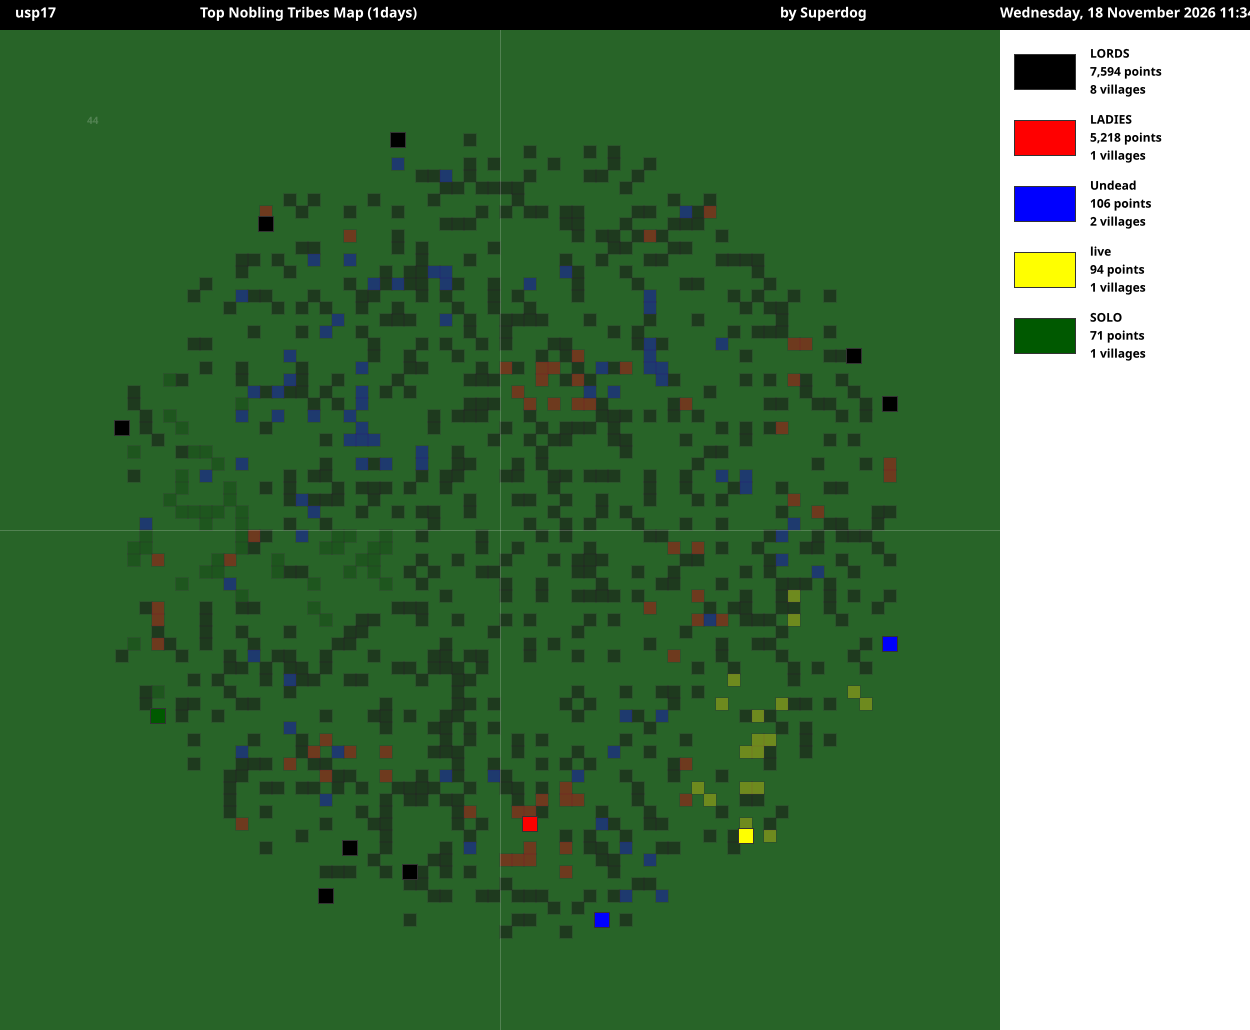 usp17 Top Nobling Tribes Map (1days) by Superdog Wednesday, 18 November 2026 11:34
44
LORDS
7,594 points
8 villages
LADIES
5,218 points
1 villages
Undead
106 points
2 villages
live
94 points
1 villages
SOLO
71 points
1 villages